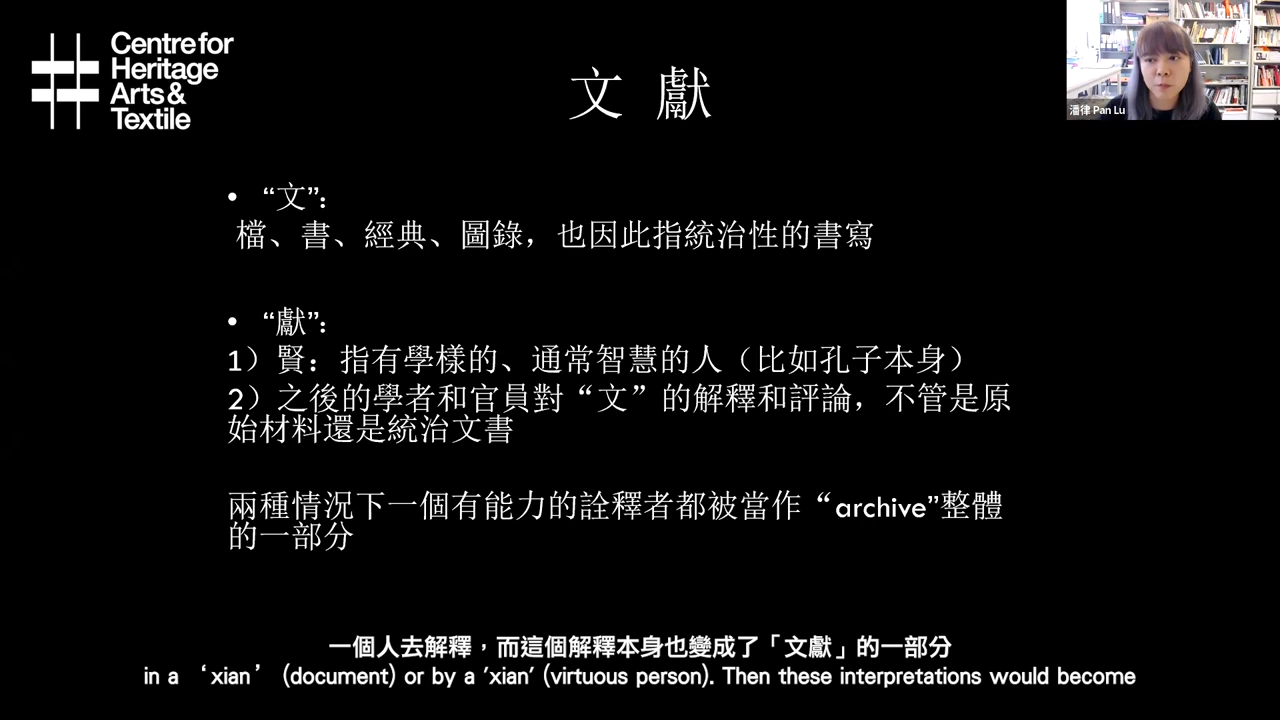 Centre for
Heritage
Arts &
Textile
文獻
潘律 Pan Lu
• “文”:
檔、書、經典、圖錄，也因此指統治性的書寫
• “獻”:
1）賢：指有學樣的、通常智慧的人（比如孔子本身）
2）之後的學者和官員對“文”的解釋和評論，不管是原
始材料還是統治文書
兩種情況下一個有能力的詮釋者都被當作“archive”整體
的一部分
一個人去解釋，而這個解釋本身也變成了「文獻」的一部分
in a ‘xian’ (document) or by a 'xian' (virtuous person). Then these interpretations would become